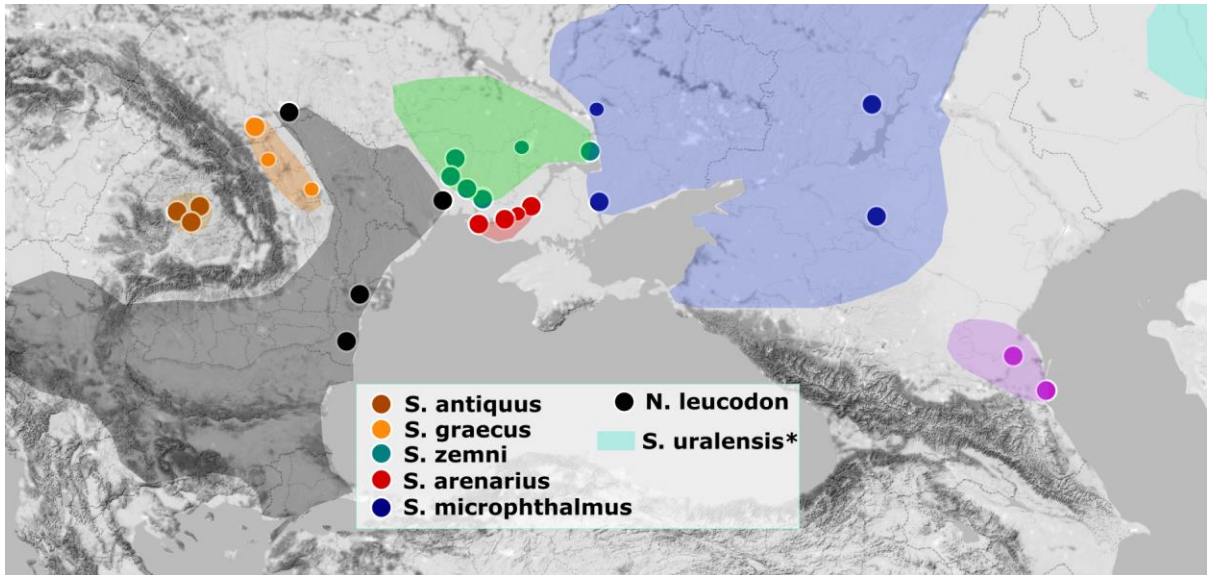 S. antiquus
S. graecus
S. zemni
S. arenarius
S. microphthalmus
N. leucodon
S. uralensis*